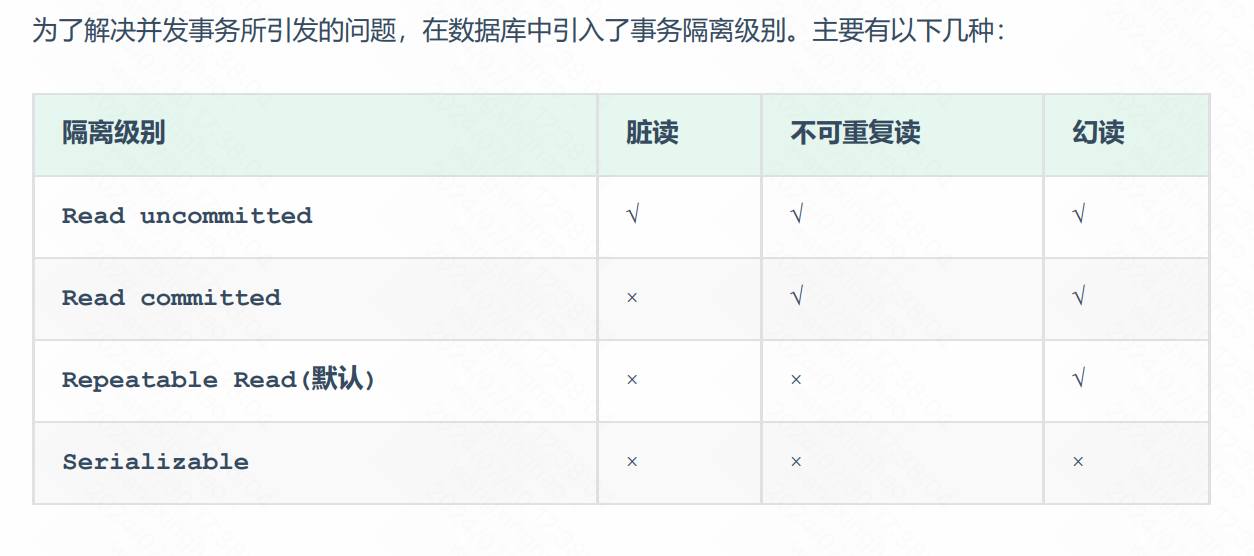 为了解决并发事务所引发的问题，在数据库中引入了事务隔离级别。主要有以下几种：
隔离级别 脏读 不可重复读 幻读
Read uncommitted √ √ √
Read committed × √ √
Repeatable Read(默认) × × √
Serializable × × ×